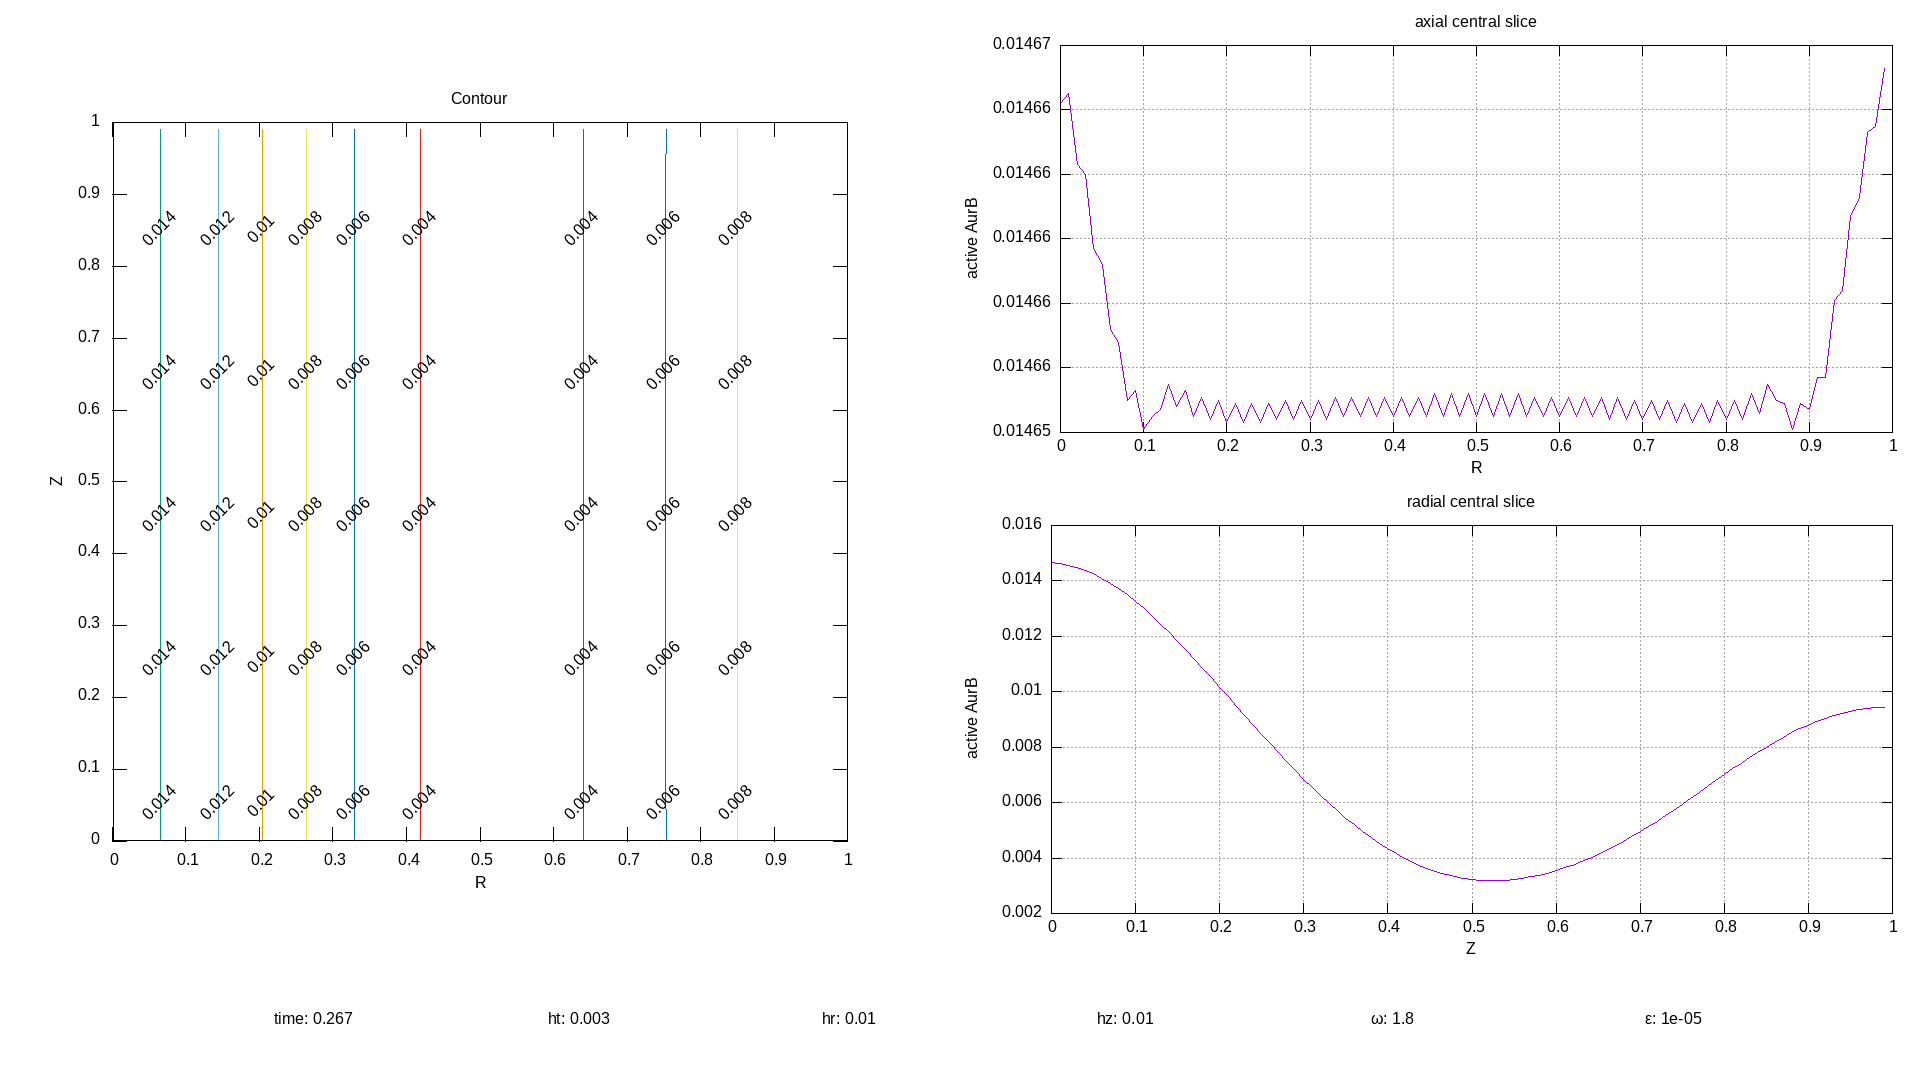 Contour
1
0.9
0.8
0.7
0.6
0.5
0.4
0.3
0.2
0.1
0
Z
0.014 0.012 0.01 0.008 0.006 0.004 0.004 0.006 0.008
0.014 0.012 0.01 0.008 0.006 0.004 0.004 0.006 0.008
0.014 0.012 0.01 0.008 0.006 0.004 0.004 0.006 0.008
0.014 0.012 0.01 0.008 0.006 0.004 0.004 0.006 0.008
0.014 0.012 0.01 0.008 0.006 0.004 0.004 0.006 0.008
0 0.1 0.2 0.3 0.4 0.5 0.6 0.7 0.8 0.9 1
R
axial central slice
0.01467
0.01466
0.01466
0.01466
0.01466
0.01466
0.01465
active AurB
0 0.1 0.2 0.3 0.4 0.5 0.6 0.7 0.8 0.9 1
R
radial central slice
0.016
0.014
0.012
0.01
0.008
0.006
0.004
0.002
active AurB
0 0.1 0.2 0.3 0.4 0.5 0.6 0.7 0.8 0.9 1
Z
time: 0.267 ht: 0.003 hr: 0.01 hz: 0.01 ω: 1.8 ε: 1e-05